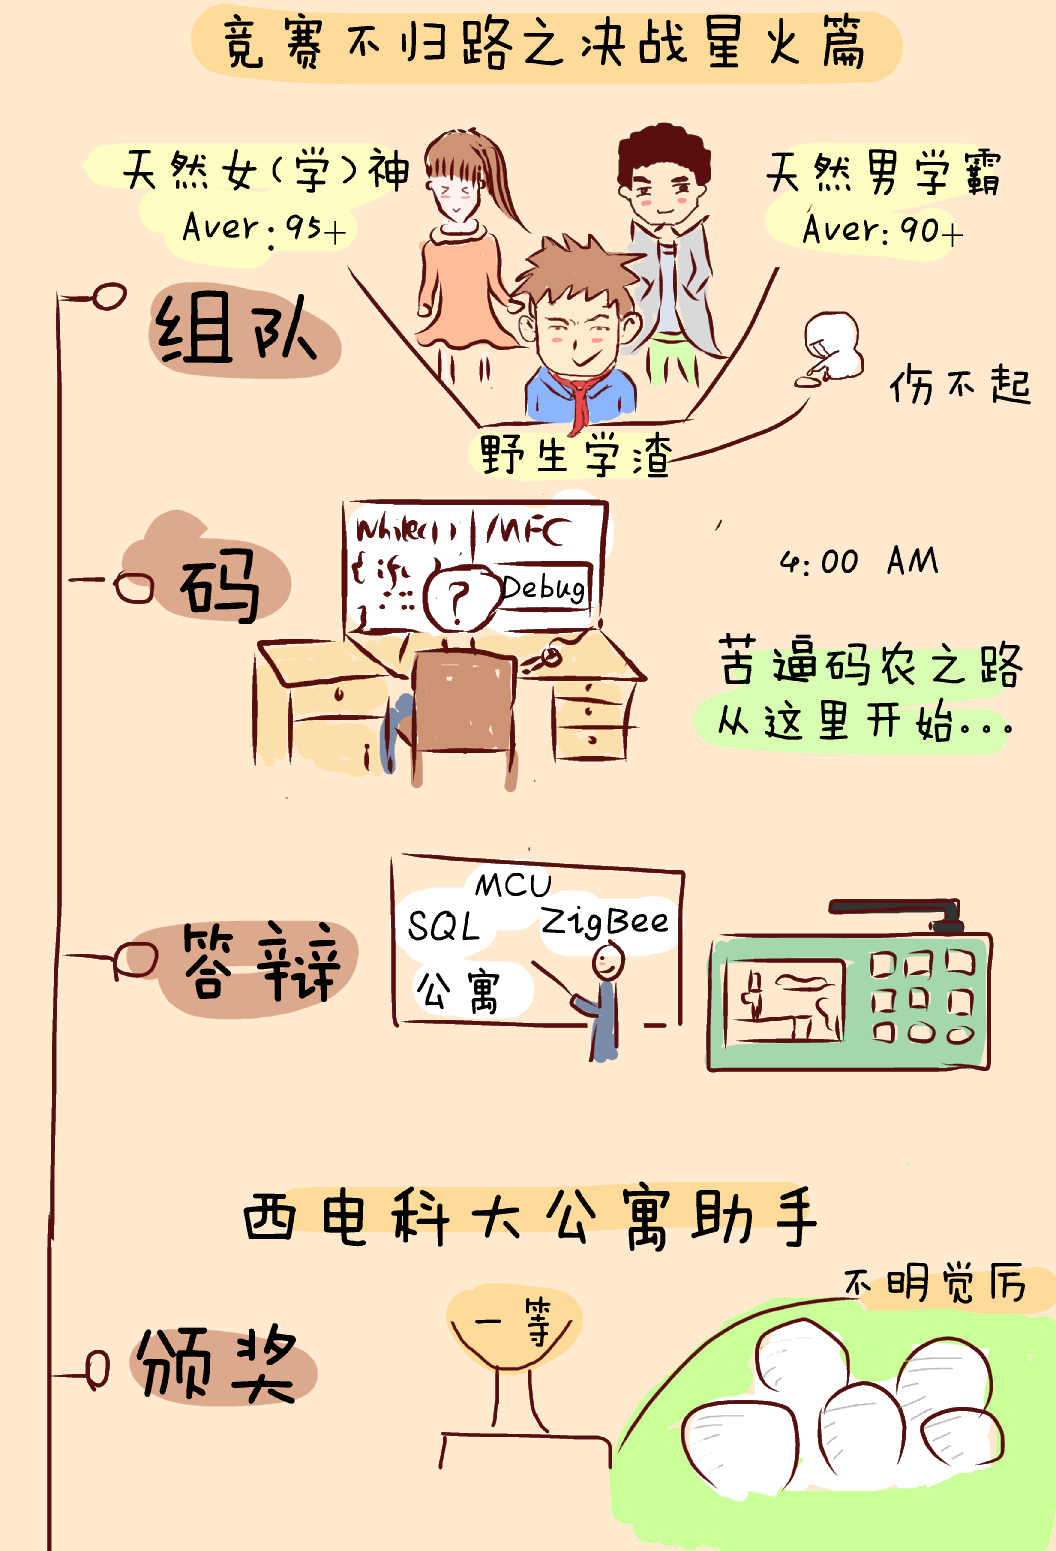 竞赛不归路之决战星火篇
天然女(学)神
Aver:95+
天然男学霸
Aver:90+
组队
伤不起
野生学渣
while()
MFC
{ if(
Debug
?
}
码
4:00 AM
苦逼码农之路
从这里开始...
MCU
SQL
ZigBee
公寓
答辩
西电科大公寓助手
不明觉厉
一等
颁奖